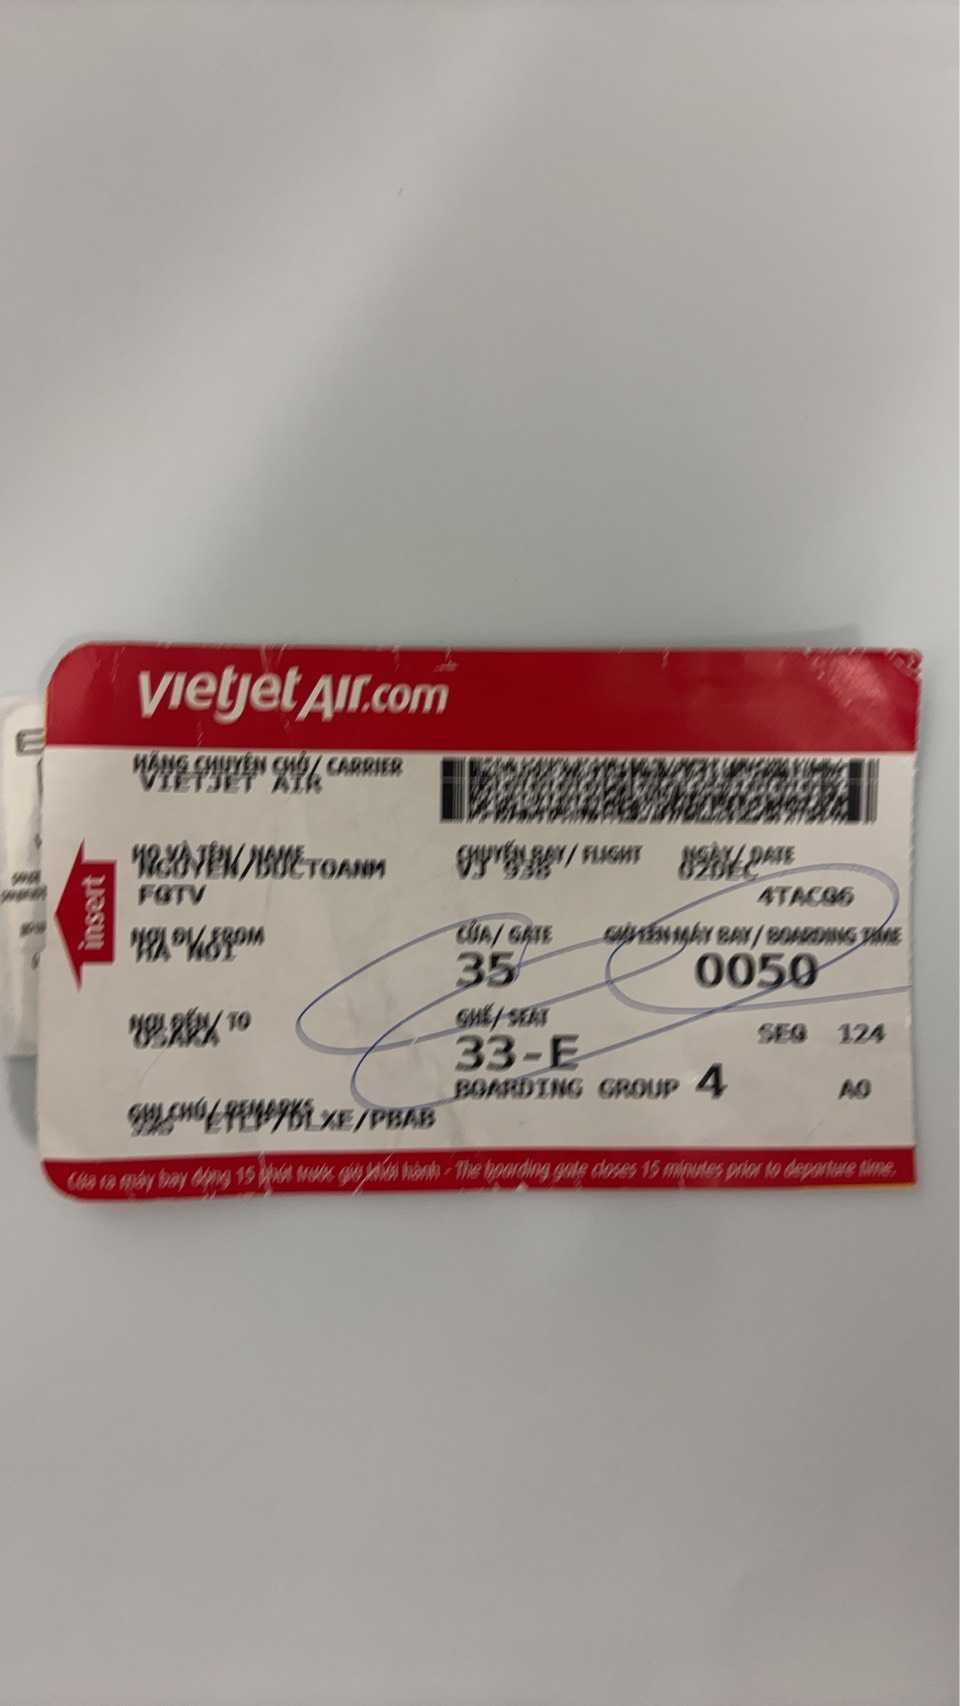 vietjetAir.com
HÃNG CHUYÊN CHỞ/ CARRIER
VIETJET AIR
HỌ VÀ TÊN/ NAME
NGUYEN/DUCTOANM
FQTV
CHUYẾN BAY/ FLIGHT
VJ 938
NGÀY/ DATE
02DEC
4TACQ6
NƠI ĐI/ FROM
HA NOI
CỬA/ GATE
35
GIỜ LÊN MÁY BAY/ BOARDING TIME
0050
NƠI ĐẾN/ TO
OSAKA
GHẾ/ SEAT
33-E
SEQ 124
BOARDING GROUP 4
GHI CHÚ/ REMARKS
ETLP/DLXE/PBAB
insert
Cửa ra máy bay đóng 15 phút trước giờ khởi hành - The boarding gate closes 15 minutes prior to departure time.